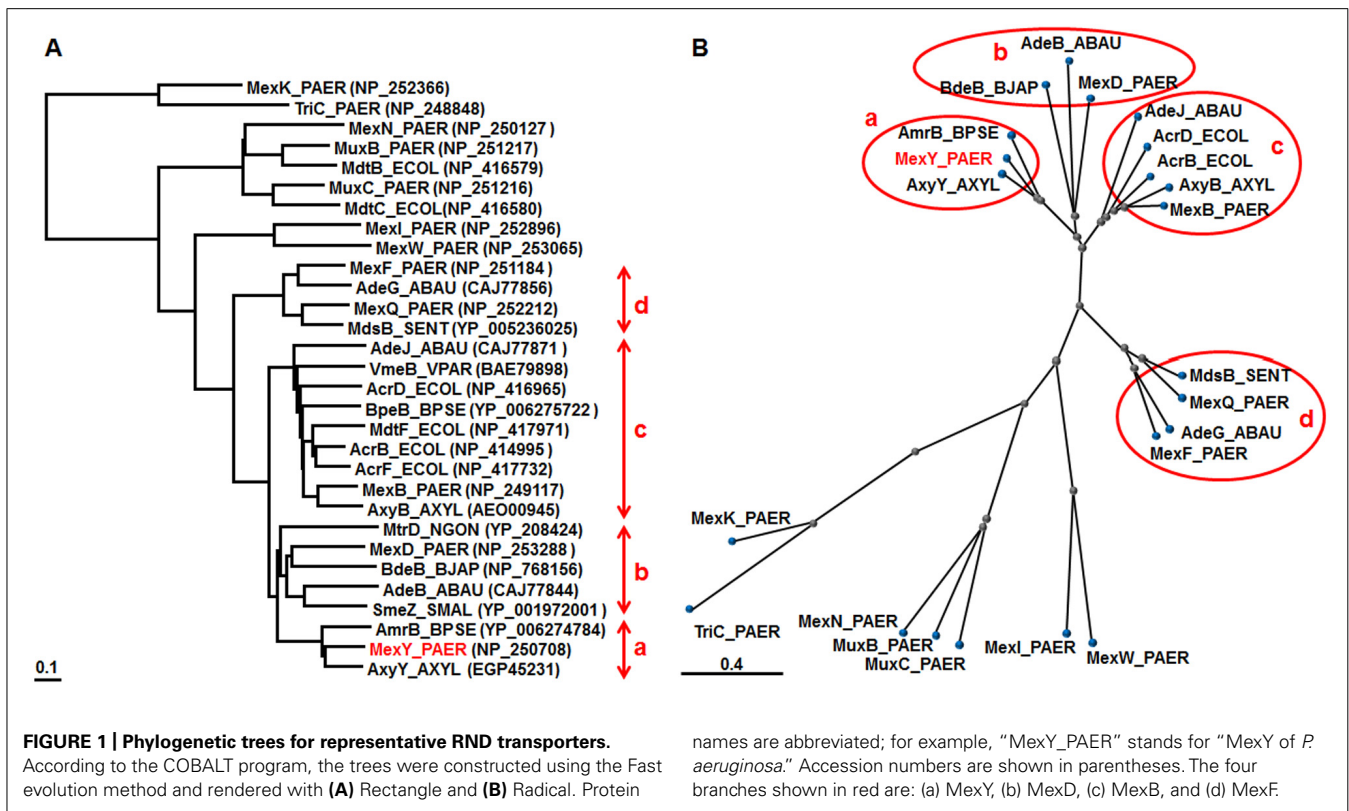 A
MexK_PAER (NP_252366)
TriC_PAER (NP_248848)
MexN_PAER (NP_250127)
MuxB_PAER (NP_251217)
MdtB_ECOL (NP_416579)
MuxC_PAER (NP_251216)
MdtC_ECOL(NP_416580)
MexI_PAER (NP_252896)
MexW_PAER (NP_253065)
MexF_PAER (NP_251184)
AdeG_ABAU (CAJ77856)
MexQ_PAER (NP_252212)
MdsB_SENT(YP_005236025)
d
AdeJ_ABAU (CAJ77871)
VmeB_VPAR (BAE79898)
AcrD_ECOL (NP_416965)
BpeB_BPSE (YP_006275722)
MdtF_ECOL (NP_417971)
AcrB_ECOL (NP_414995)
AcrF_ECOL (NP_417732)
MexB_PAER (NP_249117)
AxyB_AXYL (AEO00945)
c
MtrD_NGON (YP_208424)
MexD_PAER (NP_253288)
BdeB_BJAP (NP_768156)
AdeB_ABAU (CAJ77844)
SmeZ_SMAL (YP_001972001)
b
AmrB_BPSE (YP_006274784)
MexY_PAER (NP_250708)
AxyY_AXYL (EGP45231)
a
0.1
B
b
AdeB_ABAU
BdeB_BJAP
MexD_PAER
a
AmrB_BPSE
MexY_PAER
AxyY_AXYL
AdeJ_ABAU
AcrD_ECOL
c
AcrB_ECOL
AxyB_AXYL
MexB_PAER
MdsB_SENT
MexQ_PAER
d
AdeG_ABAU
MexF_PAER
MexK_PAER
TriC_PAER
MexN_PAER
MuxB_PAER
MuxC_PAER
MexI_PAER
MexW_PAER
0.4
FIGURE 1 | Phylogenetic trees for representative RND transporters.
According to the COBALT program, the trees were constructed using the Fast
evolution method and rendered with (A) Rectangle and (B) Radical. Protein
names are abbreviated; for example, “MexY_PAER” stands for “MexY of P.
aeruginosa.” Accession numbers are shown in parentheses. The four
branches shown in red are: (a) MexY, (b) MexD, (c) MexB, and (d) MexF.